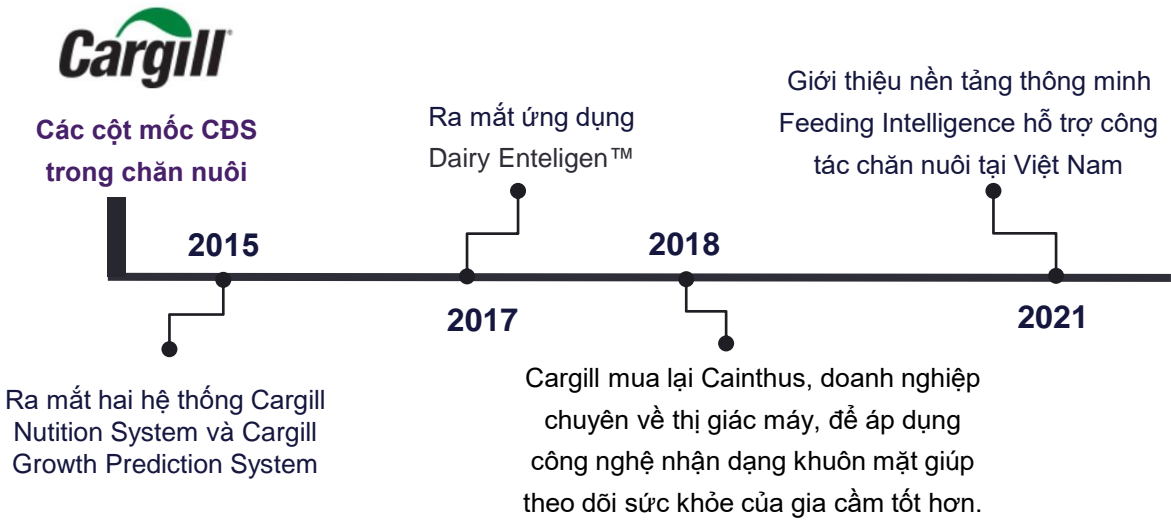 Cargill
Các cột mốc CĐS
trong chăn nuôi
2015
Ra mắt hai hệ thống Cargill
Nutition System và Cargill
Growth Prediction System
Ra mắt ứng dụng
Dairy Enteligen™
2017
2018
Cargill mua lại Cainthus, doanh nghiệp
chuyên về thị giác máy, để áp dụng
công nghệ nhận dạng khuôn mặt giúp
theo dõi sức khỏe của gia cầm tốt hơn.
Giới thiệu nền tảng thông minh
Feeding Intelligence hỗ trợ công
tác chăn nuôi tại Việt Nam
2021